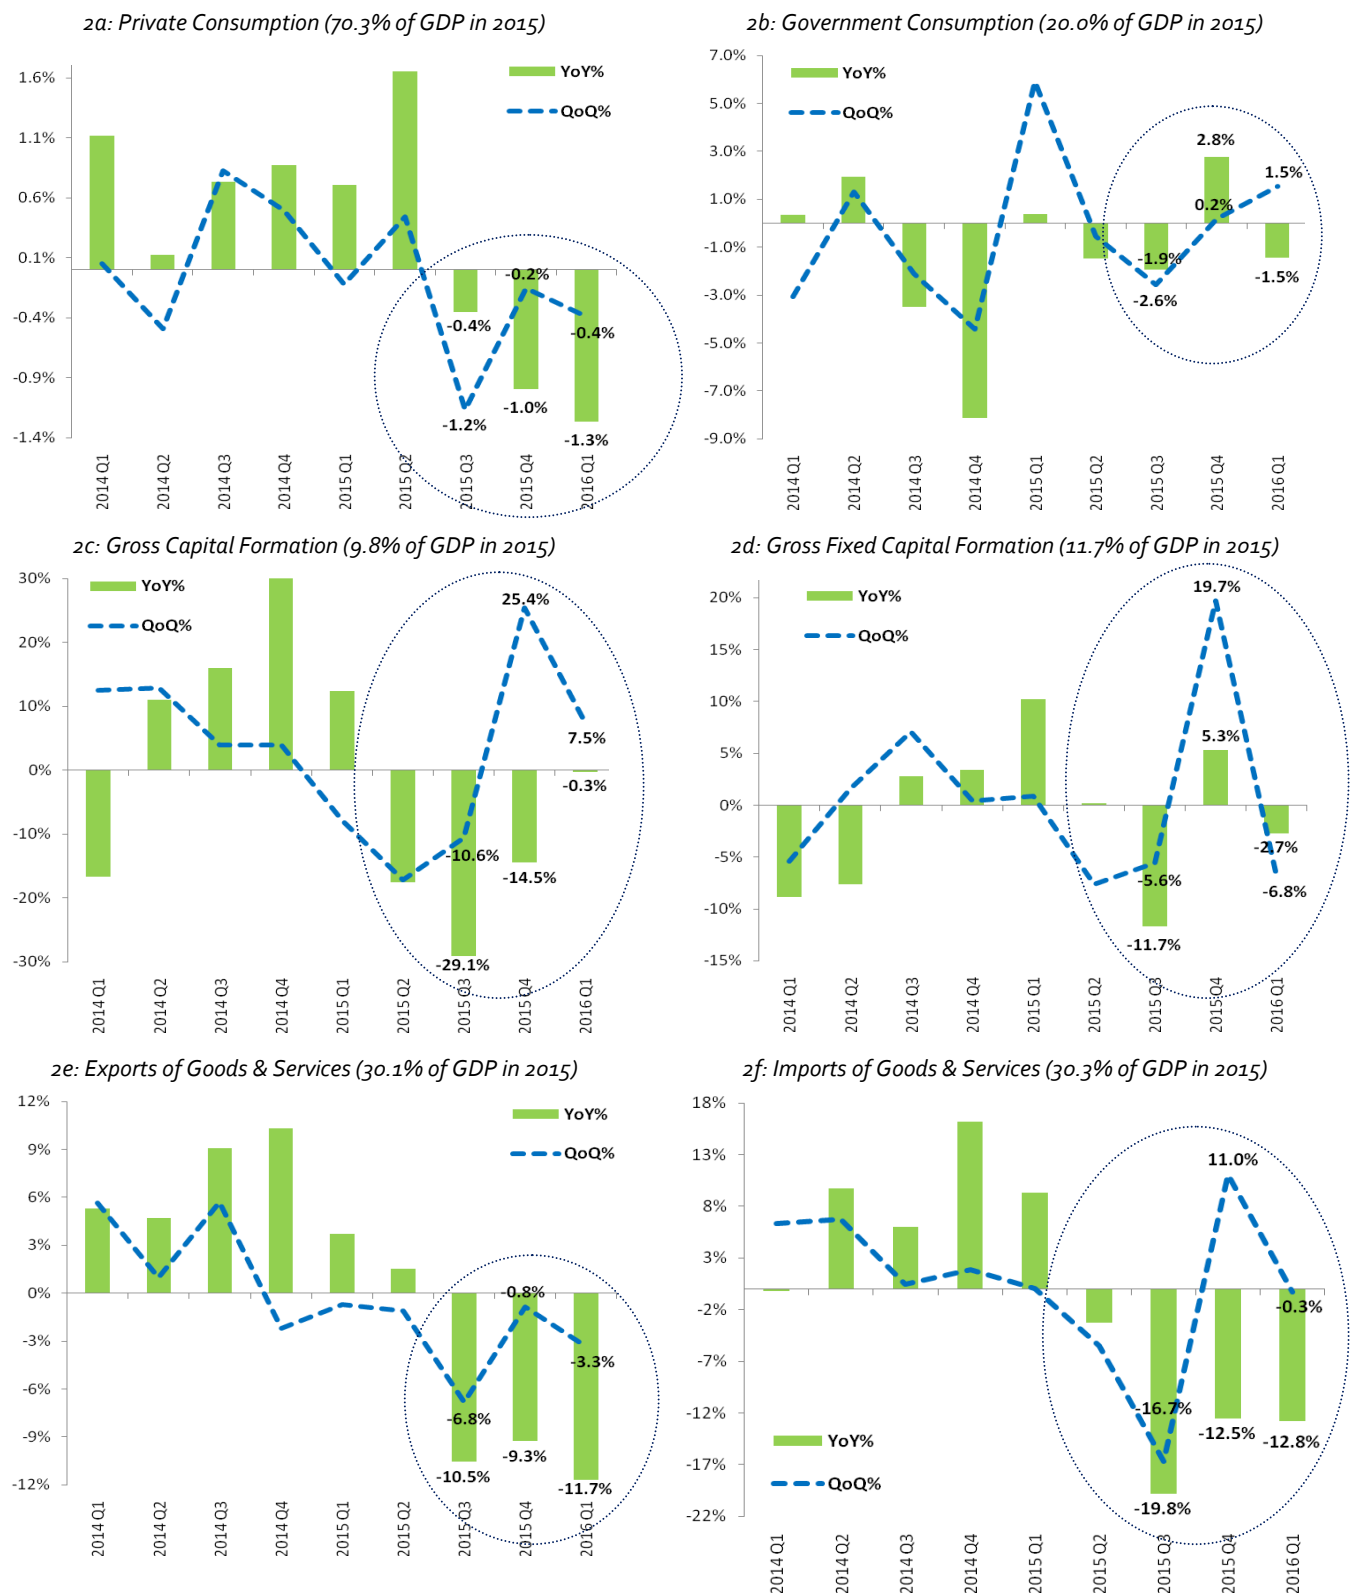 2a: Private Consumption (70.3% of GDP in 2015)
1.6%
1.1%
0.6%
0.1%
-0.4%
-0.9%
-1.4%
YoY%
QoQ%
-0.2%
-0.4%
-0.4%
-1.2%
-1.0%
-1.3%
2014 Q1
2014 Q2
2014 Q3
2014 Q4
2015 Q1
2015 Q2
2015 Q3
2015 Q4
2016 Q1
2b: Government Consumption (20.0% of GDP in 2015)
7.0%
5.0%
3.0%
1.0%
-1.0%
-3.0%
-5.0%
-7.0%
-9.0%
YoY%
QoQ%
2.8%
1.5%
0.2%
-1.9%
-1.5%
-2.6%
2014 Q1
2014 Q2
2014 Q3
2014 Q4
2015 Q1
2015 Q2
2015 Q3
2015 Q4
2016 Q1
2c: Gross Capital Formation (9.8% of GDP in 2015)
30%
20%
10%
0%
-10%
-20%
-30%
YoY%
QoQ%
25.4%
7.5%
-0.3%
-10.6%
-14.5%
-29.1%
2014 Q1
2014 Q2
2014 Q3
2014 Q4
2015 Q1
2015 Q2
2015 Q3
2015 Q4
2016 Q1
2d: Gross Fixed Capital Formation (11.7% of GDP in 2015)
20%
15%
10%
5%
0%
-5%
-10%
-15%
YoY%
QoQ%
19.7%
5.3%
-2.7%
-5.6%
-6.8%
-11.7%
2014 Q1
2014 Q2
2014 Q3
2014 Q4
2015 Q1
2015 Q2
2015 Q3
2015 Q4
2016 Q1
2e: Exports of Goods & Services (30.1% of GDP in 2015)
12%
9%
6%
3%
0%
-3%
-6%
-9%
-12%
YoY%
QoQ%
-0.8%
-3.3%
-6.8%
-9.3%
-10.5%
-11.7%
2014 Q1
2014 Q2
2014 Q3
2014 Q4
2015 Q1
2015 Q2
2015 Q3
2015 Q4
2016 Q1
2f: Imports of Goods & Services (30.3% of GDP in 2015)
18%
13%
8%
3%
-2%
-7%
-12%
-17%
-22%
11.0%
-0.3%
-16.7%
-12.5%
-12.8%
-19.8%
YoY%
QoQ%
2014 Q1
2014 Q2
2014 Q3
2014 Q4
2015 Q1
2015 Q2
2015 Q3
2015 Q4
2016 Q1